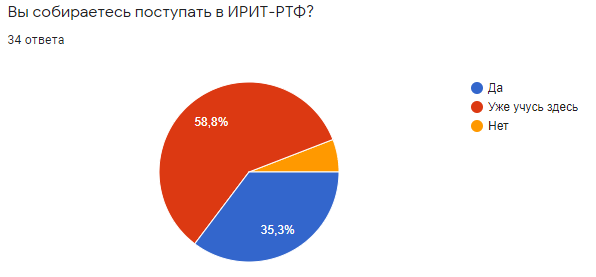 Вы собираетесь поступать в ИРИТ-РТФ?
34 ответа
58,8%
35,3%
Да
Уже учусь здесь
Нет